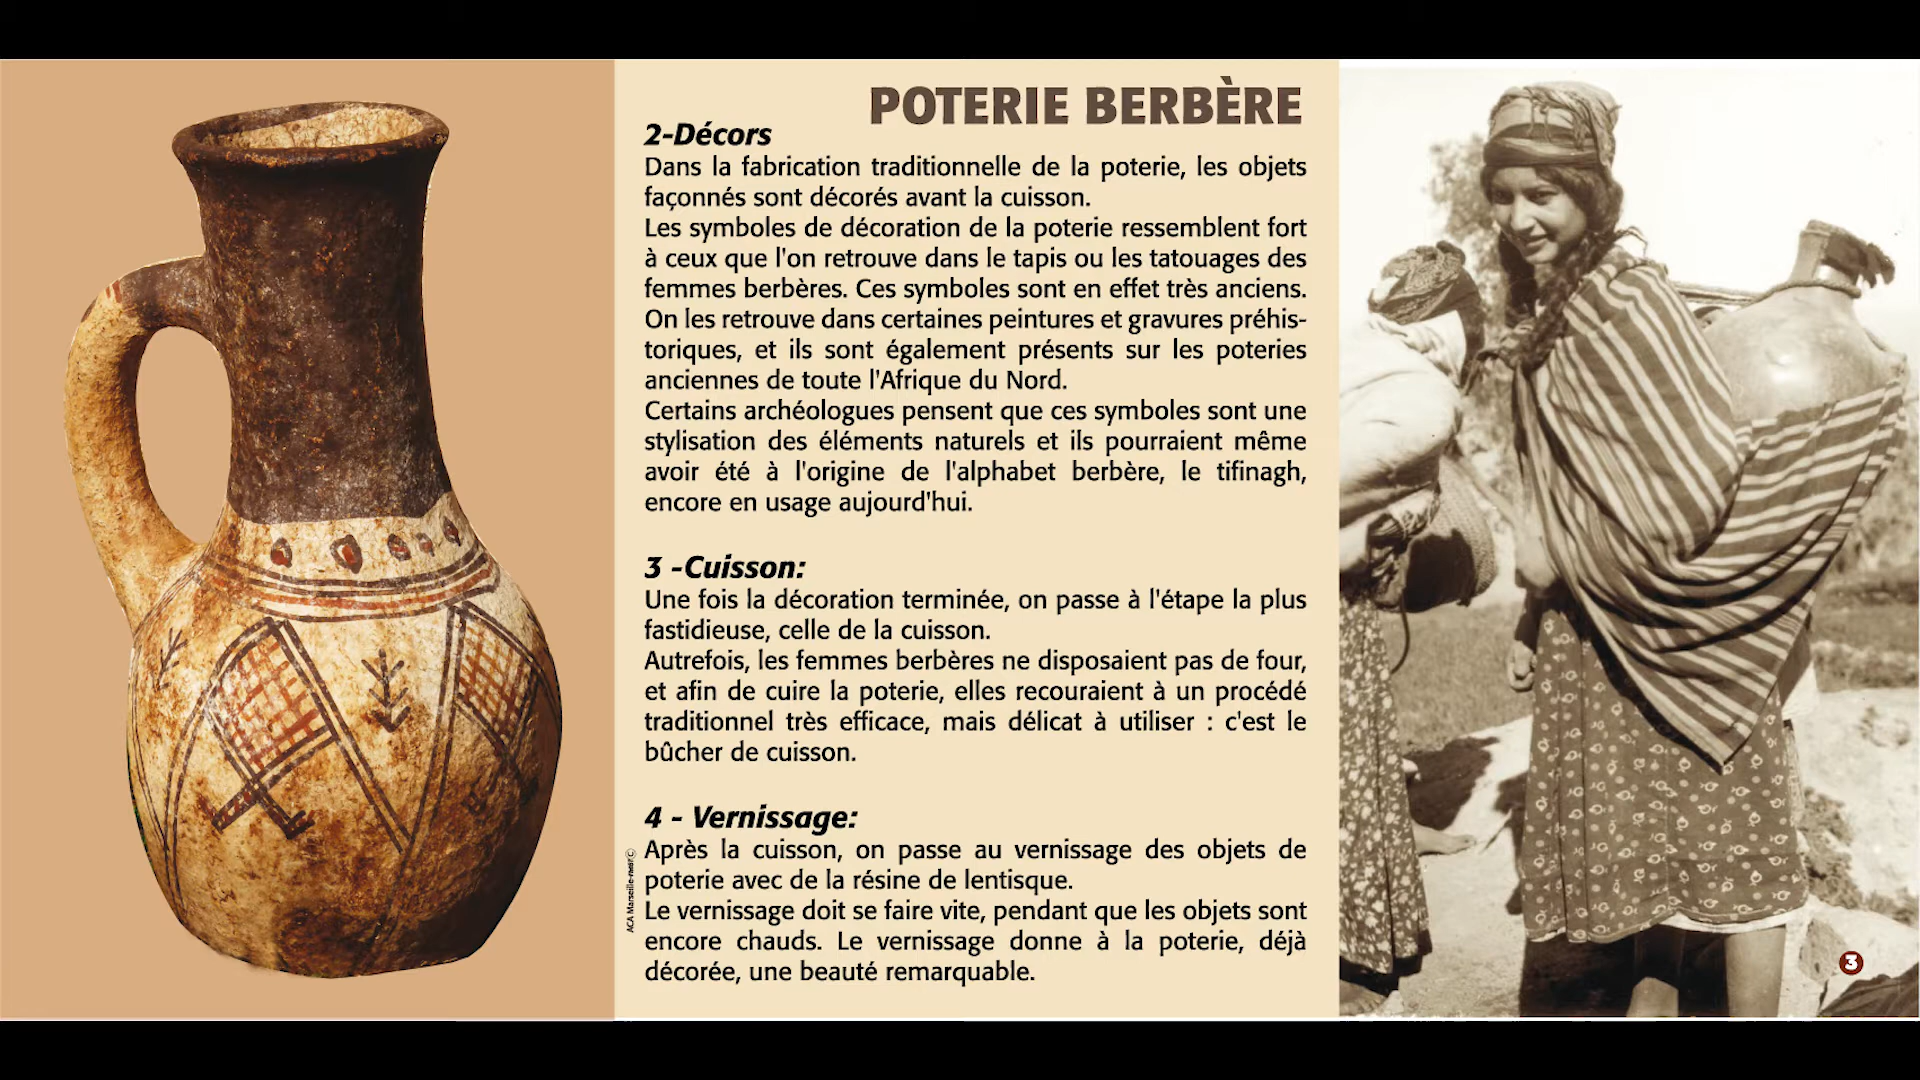 POTERIE BERBÈRE
2-Décors
Dans la fabrication traditionnelle de la poterie, les objets
façonnés sont décorés avant la cuisson.
Les symboles de décoration de la poterie ressemblent fort
à ceux que l'on retrouve dans le tapis ou les tatouages des
femmes berbères. Ces symboles sont en effet très anciens.
On les retrouve dans certaines peintures et gravures préhis-
toriques, et ils sont également présents sur les poteries
anciennes de toute l'Afrique du Nord.
Certains archéologues pensent que ces symboles sont une
stylisation des éléments naturels et ils pourraient même
avoir été à l'origine de l'alphabet berbère, le tifinagh,
encore en usage aujourd'hui.
3 -Cuisson:
Une fois la décoration terminée, on passe à l'étape la plus
fastidieuse, celle de la cuisson.
Autrefois, les femmes berbères ne disposaient pas de four,
et afin de cuire la poterie, elles recouraient à un procédé
traditionnel très efficace, mais délicat à utiliser : c'est le
bûcher de cuisson.
4 - Vernissage:
Après la cuisson, on passe au vernissage des objets de
poterie avec de la résine de lentisque.
Le vernissage doit se faire vite, pendant que les objets sont
encore chauds. Le vernissage donne à la poterie, déjà
décorée, une beauté remarquable.
ACA Marseille
3